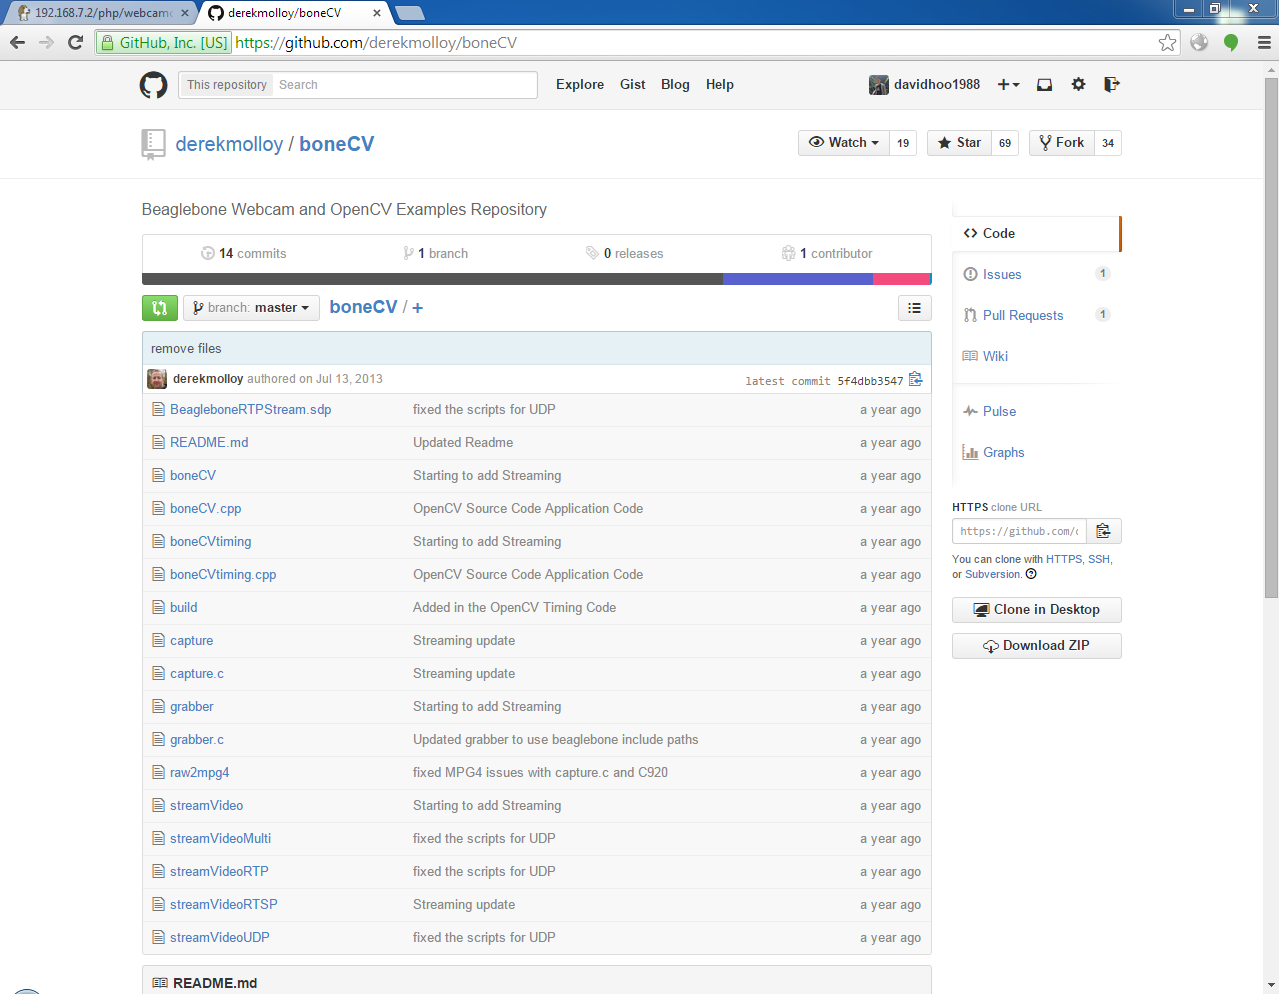 192.168.7.2/php/webcam
derekmolloy/boneCV
GitHub, Inc. [US] https://github.com/derekmolloy/boneCV
This repository Search Explore Gist Blog Help davidhoo1988
derekmolloy / boneCV Watch 19 Star 69 Fork 34
Beaglebone Webcam and OpenCV Examples Repository
14 commits 1 branch 0 releases 1 contributor
branch: master boneCV / +
remove files
derekmolloy authored on Jul 13, 2013 latest commit 5f4dbb3547
BeagleboneRTPStream.sdp fixed the scripts for UDP a year ago
README.md Updated Readme a year ago
boneCV Starting to add Streaming a year ago
boneCV.cpp OpenCV Source Code Application Code a year ago
boneCVtiming Starting to add Streaming a year ago
boneCVtiming.cpp OpenCV Source Code Application Code a year ago
build Added in the OpenCV Timing Code a year ago
capture Streaming update a year ago
capture.c Streaming update a year ago
grabber Starting to add Streaming a year ago
grabber.c Updated grabber to use beaglebone include paths a year ago
raw2mpg4 fixed MPG4 issues with capture.c and C920 a year ago
streamVideo Starting to add Streaming a year ago
streamVideoMulti fixed the scripts for UDP a year ago
streamVideoRTP fixed the scripts for UDP a year ago
streamVideoRTSP Streaming update a year ago
streamVideoUDP fixed the scripts for UDP a year ago
README.md
Code
Issues 1
Pull Requests 1
Wiki
Pulse
Graphs
HTTPS clone URL
https://github.com/
You can clone with HTTPS, SSH,
or Subversion.
Clone in Desktop
Download ZIP